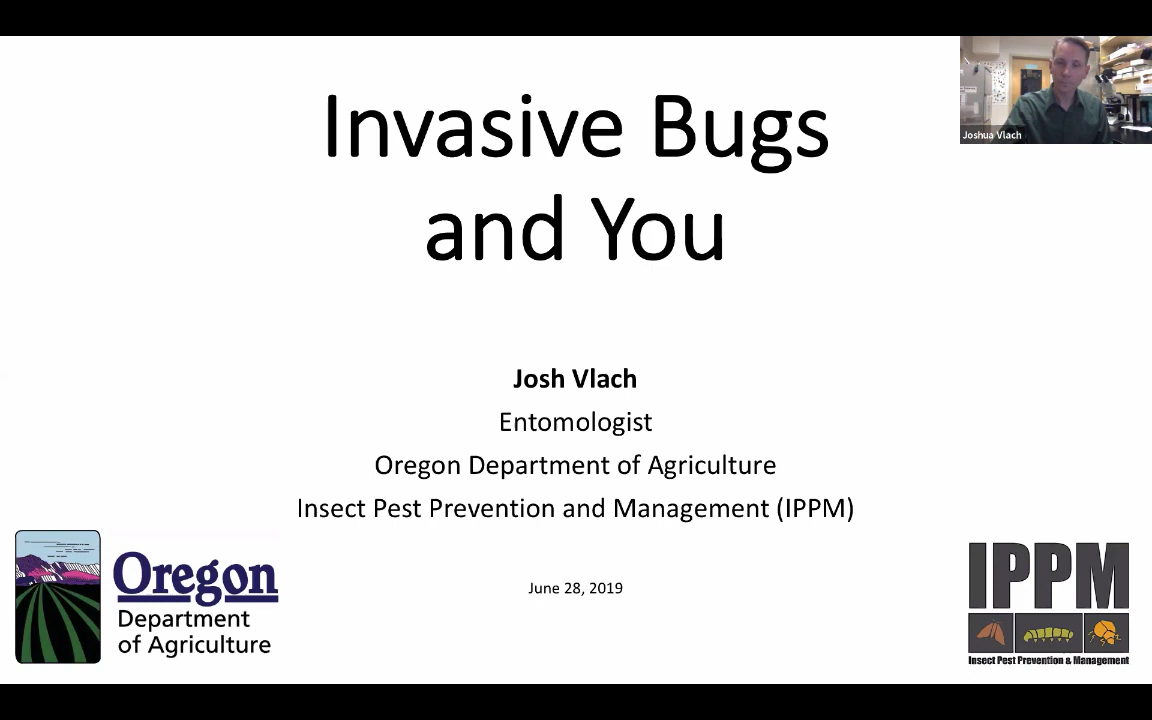 Invasive Bugs
and You
Joshua Vlach
Josh Vlach
Entomologist
Oregon Department of Agriculture
Insect Pest Prevention and Management (IPPM)
June 28, 2019
Oregon
Department
of Agriculture
IPPM
Insect Pest Prevention & Management